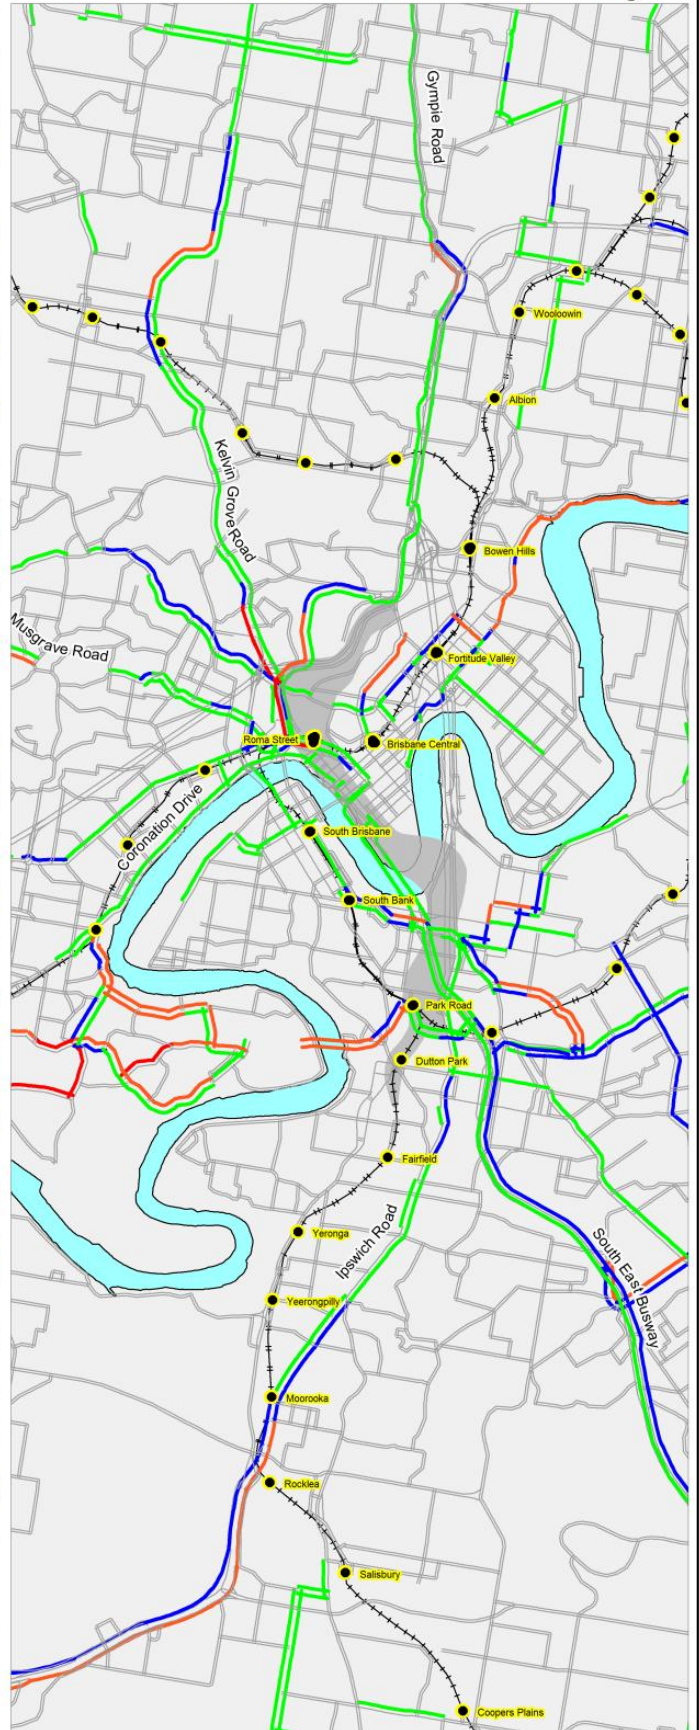 Gympie Road
Wooloowin
Albion
Kelvin Grove Road
Bowen Hills
Musgrave Road
Fortitude Valley
Roma Street
Brisbane Central
Coronation Drive
South Brisbane
South Bank
Park Road
Dutton Park
Fairfield
Ipswich Road
Yeronga
South East Busway
Yeerongpilly
Moorooka
Rocklea
Salisbury
Coopers Plains